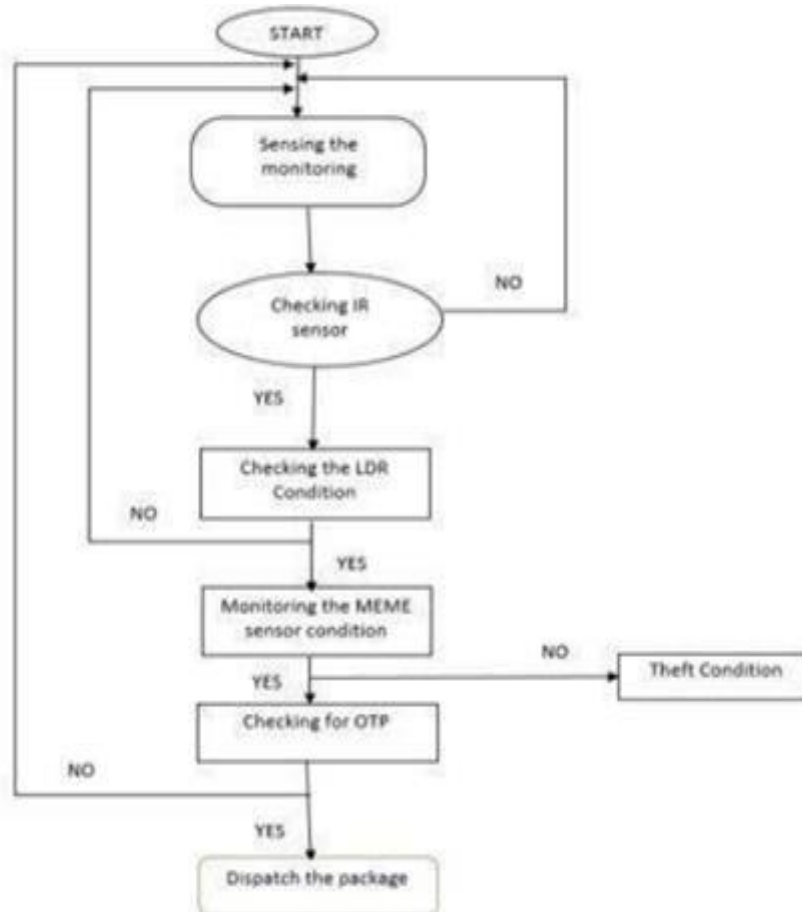 START
Sensing the
monitoring
NO
Checking IR
sensor
YES
Checking the LDR
Condition
NO
YES
Monitoring the MEME
sensor condition
NO
Theft Condition
YES
Checking for OTP
NO
YES
Dispatch the package